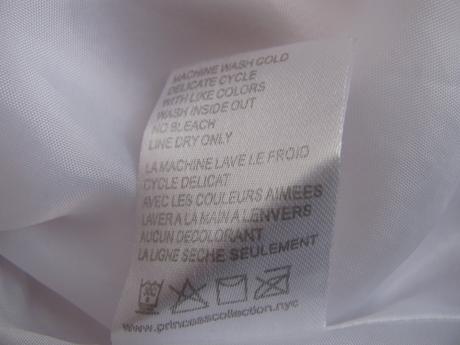 MACHINE WASH COLD
DELICATE CYCLE
WITH LIKE COLORS
WASH INSIDE OUT
NO BLEACH
LINE DRY ONLY
LA MACHINE LAVE LE FROID
CYCLE DELICAT
AVEC LES COULEURS AIMEES
LAVER A LA MAIN A LENVERS
AUCUN DECOLORANT
LA LIGNE SECHE SEULEMENT
www.princesscollection.nyc